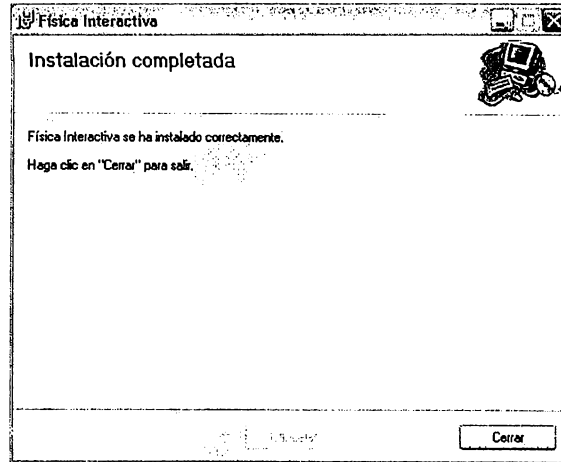 Física Interactiva
Instalación completada
Física Interactiva se ha instalado correctamente.
Haga clic en "Cerrar" para salir.
Cerrar